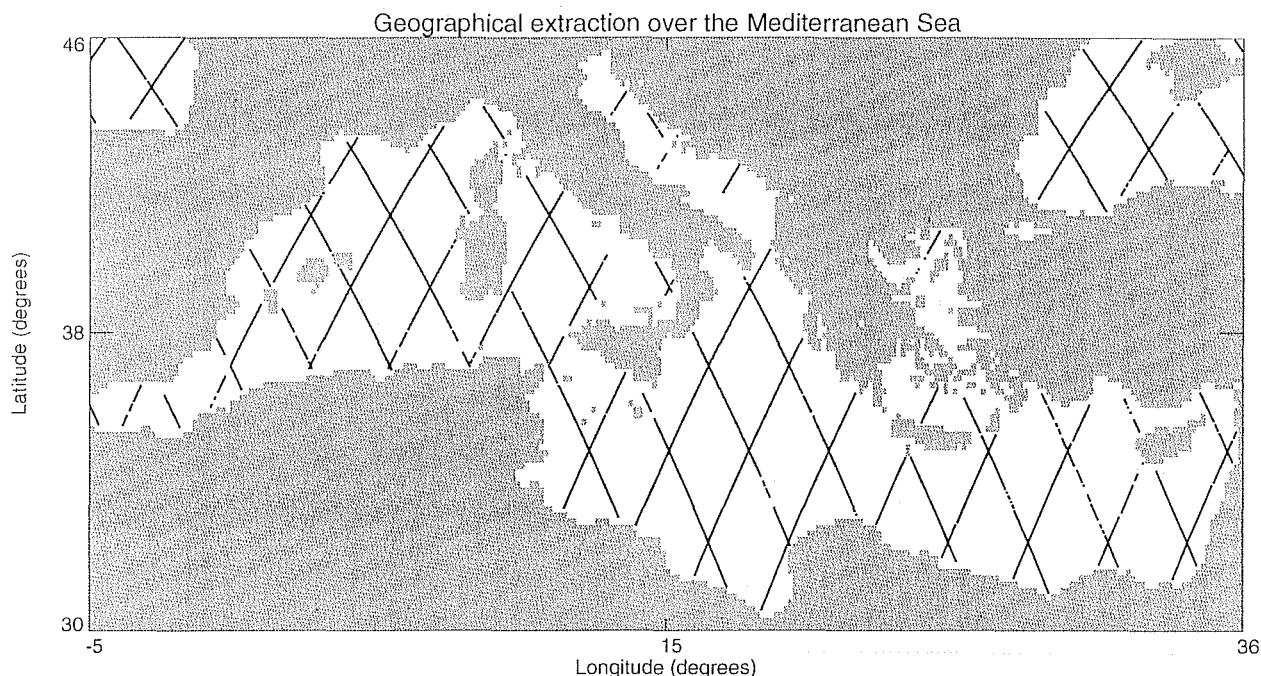 Geographical extraction over the Mediterranean Sea
46
Latitude (degrees)
38
30
-5
15
36
Longitude (degrees)